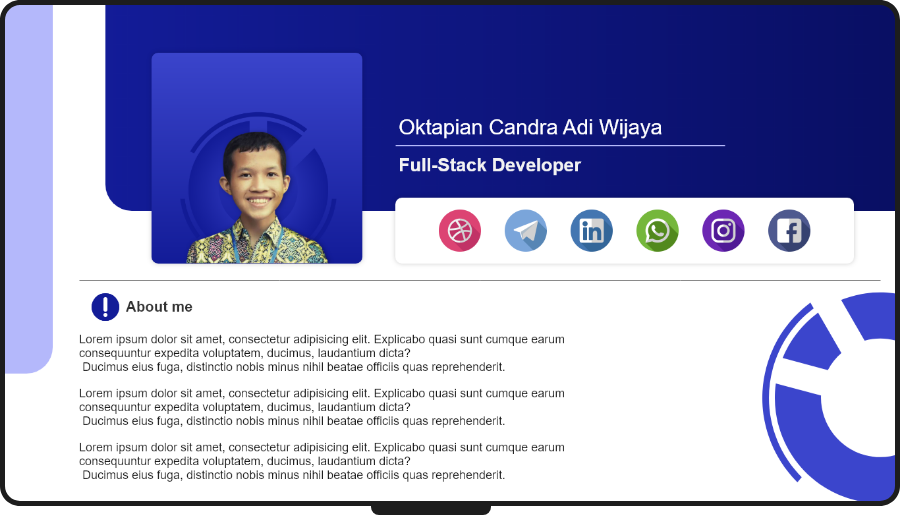 Oktapian Candra Adi Wijaya
Full-Stack Developer
About me
Lorem ipsum dolor sit amet, consectetur adipisicing elit. Explicabo quasi sunt cumque earum
consequuntur expedita voluptatem, ducimus, laudantium dicta?
Ducimus eius fuga, distinctio nobis minus nihil beatae officiis quas reprehenderit.
Lorem ipsum dolor sit amet, consectetur adipisicing elit. Explicabo quasi sunt cumque earum
consequuntur expedita voluptatem, ducimus, laudantium dicta?
Ducimus eius fuga, distinctio nobis minus nihil beatae officiis quas reprehenderit.
Lorem ipsum dolor sit amet, consectetur adipisicing elit. Explicabo quasi sunt cumque earum
consequuntur expedita voluptatem, ducimus, laudantium dicta?
Ducimus eius fuga, distinctio nobis minus nihil beatae officiis quas reprehenderit.